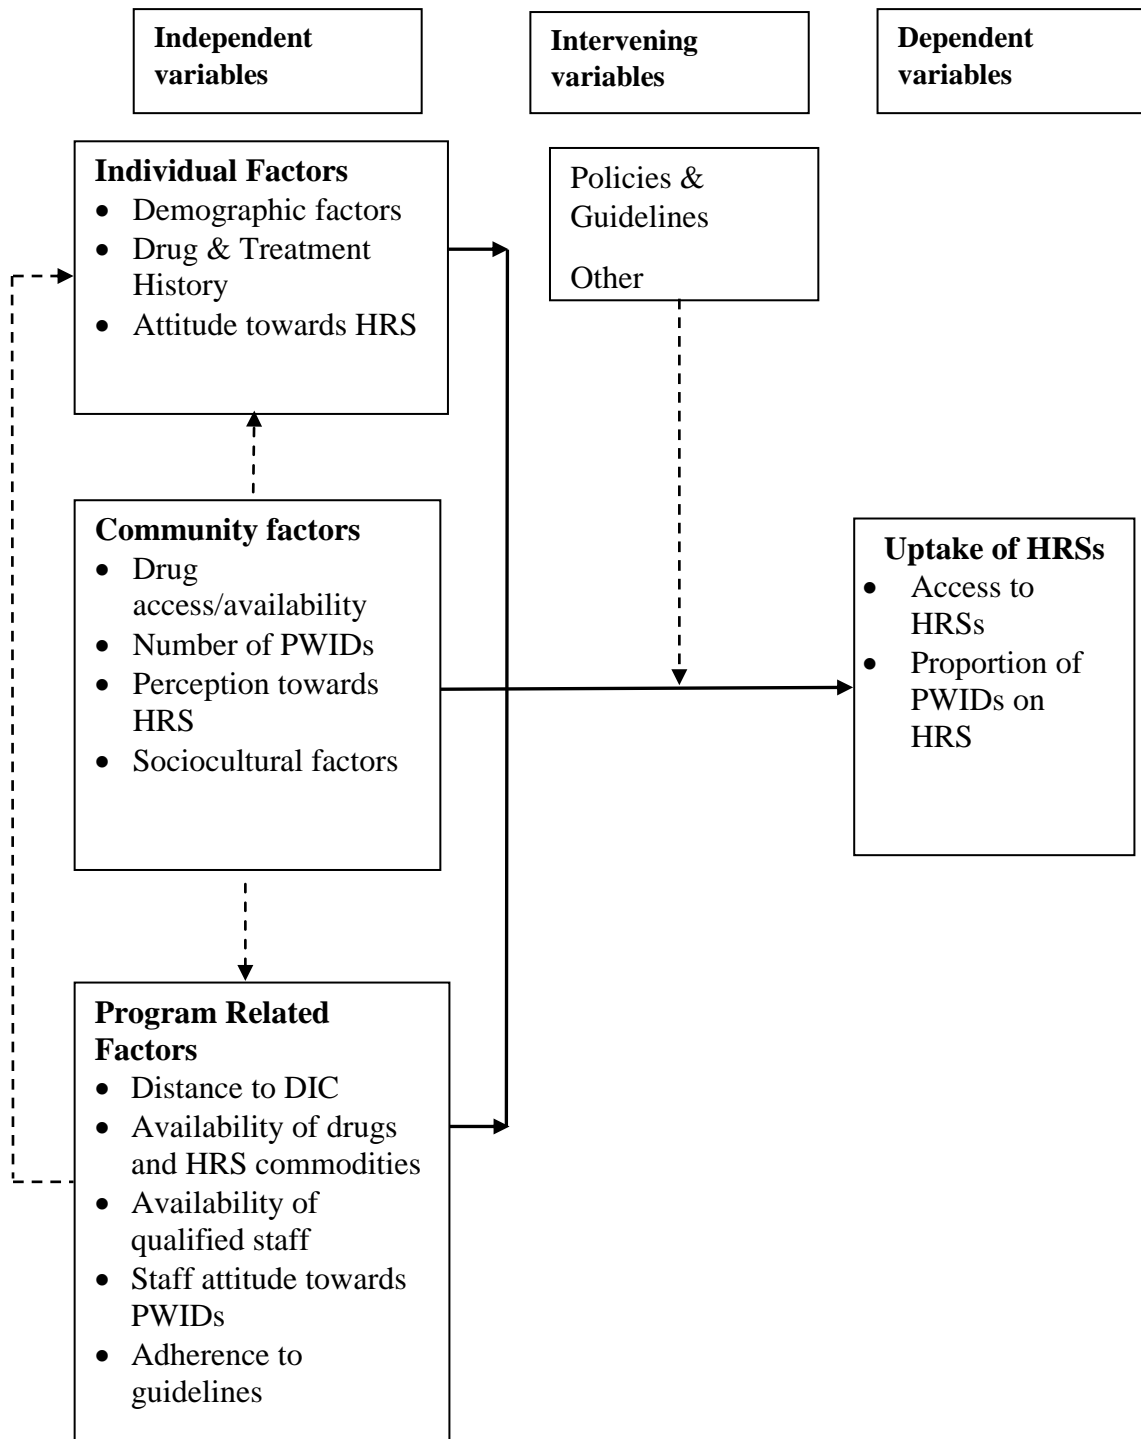 Independent
variables
Intervening
variables
Dependent
variables
Individual Factors
• Demographic factors
• Drug & Treatment
History
• Attitude towards HRS
Policies &
Guidelines
Other
Community factors
• Drug
access/availability
• Number of PWIDs
• Perception towards
HRS
• Sociocultural factors
Uptake of HRSs
• Access to
HRSs
• Proportion of
PWIDs on
HRS
Program Related
Factors
• Distance to DIC
• Availability of drugs
and HRS commodities
• Availability of
qualified staff
• Staff attitude towards
PWIDs
• Adherence to
guidelines